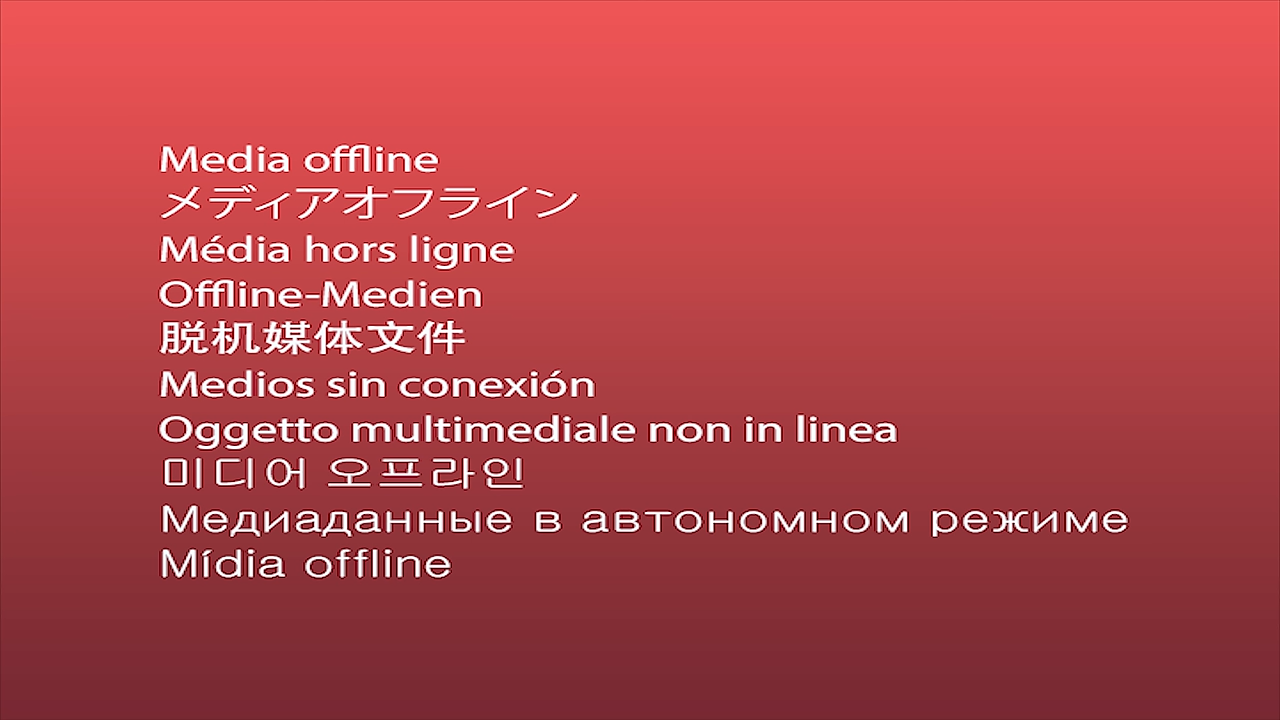 Media offline
メディアオフライン
Média hors ligne
Offline-Medien
脱机媒体文件
Medios sin conexión
Oggetto multimediale non in linea
미디어 오프라인
Медиаданные в автономном режиме
Mídia offline